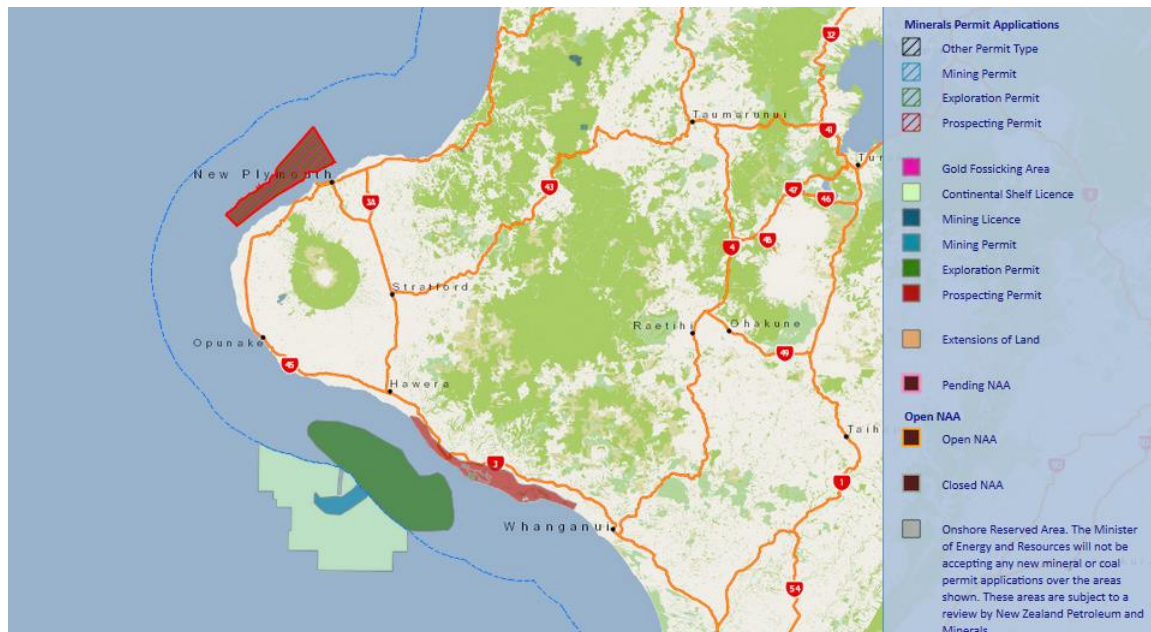 32
Taumarunui
41
Tur
New Plymouth
43
47
46
3A
4
48
Stratford
Raetihi
Ohakune
Opunake
49
45
Hawera
Taih
3
1
Whanganui
54
Minerals Permit Applications
Other Permit Type
Mining Permit
Exploration Permit
Prospecting Permit
Gold Fossicking Area
Continental Shelf Licence
Mining Licence
Mining Permit
Exploration Permit
Prospecting Permit
Extensions of Land
Pending NAA
Open NAA
Open NAA
Closed NAA
Onshore Reserved Area. The Minister
of Energy and Resources will not be
accepting any new mineral or coal
permit applications over the areas
shown. These areas are subject to a
review by New Zealand Petroleum and
Minerals